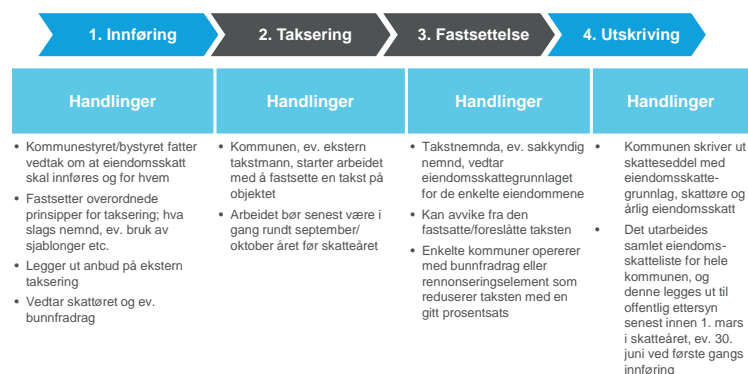 1. Innføring
2. Taksering
3. Fastsettelse
4. Utskriving
Handlinger
Handlinger
Handlinger
Handlinger
• Kommunestyret/bystyret fatter
vedtak om at eiendomsskatt
skal innføres og for hvem
• Fastsetter overordnede
prinsipper for taksering; hva
slags nemnd, ev. bruk av
sjablonger etc.
• Legger ut anbud på ekstern
taksering
• Vedtar skattøret og ev.
bunnfradrag
• Kommunen, ev. ekstern
takstmann, starter arbeidet
med å fastsette en takst på
objektet
• Arbeidet bør senest være i
gang rundt september/
oktober året før skatteåret
• Takstnemnda, ev. sakkyndig
nemnd, vedtar
eiendomsskattegrunnlaget
for de enkelte eiendommene
• Kan avvike fra den
fastsatte/foreslåtte taksten
• Enkelte kommuner opererer
med bunnfradrag eller
rennonseringselement som
reduserer taksten med en
gitt prosentsats
• Kommunen skriver ut
skatteseddel med
eiendomsskatte-
grunnlag, skattøre og
årlig eiendomsskatt
• Det utarbeides
samlet eiendoms-
skatteliste for hele
kommunen, og
denne legges ut til
offentlig ettersyn
senest innen 1. mars
i skatteåret, ev. 30.
juni ved første gangs
innføring